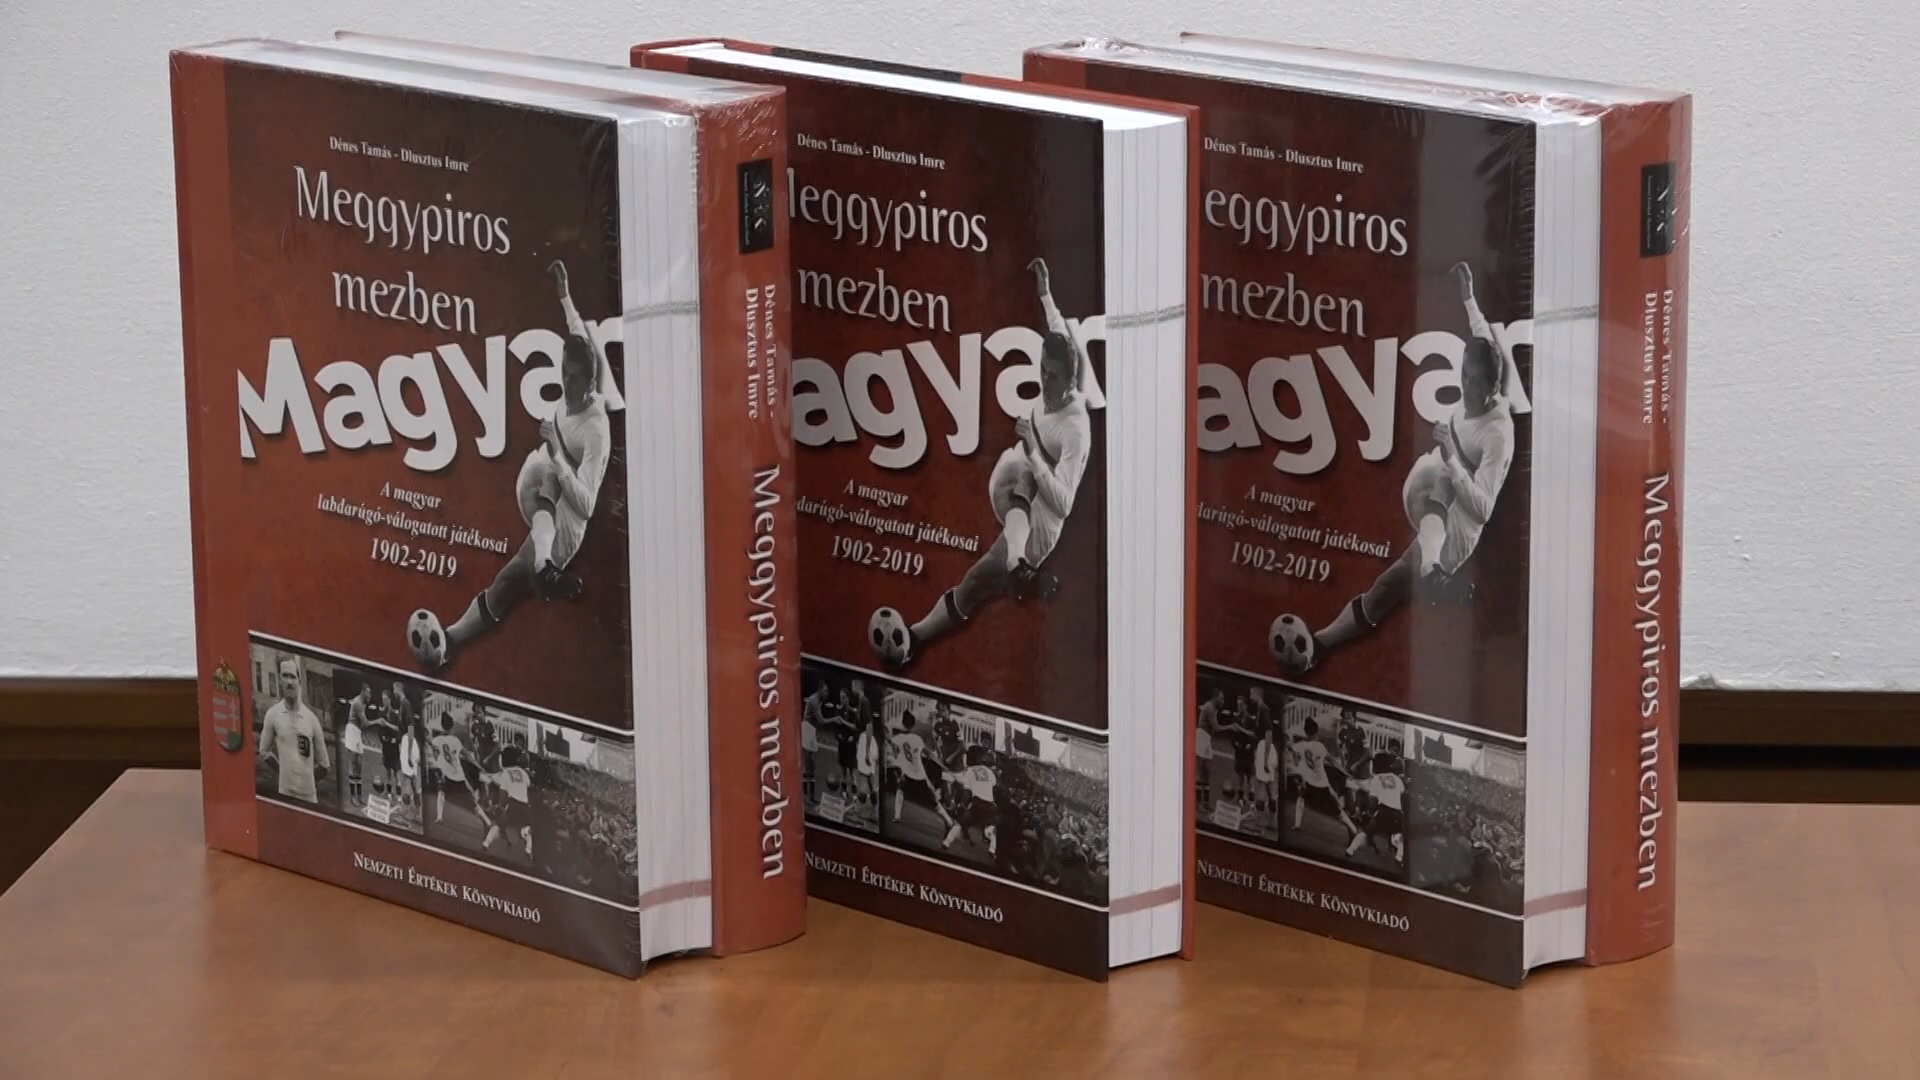 Dénes Tamás - Dlusztus Imre
Meggypiros
mezben
Magyar
A magyar
labdarúgó-válogatott játékosai
1902-2019
NEMZETI ÉRTÉKEK KÖNYVKIADÓ
Dénes Tamás -
Dlusztus Imre
Meggypiros mezben
Dénes Tamás - Dlusztus Imre
leggypiros
mezben
agyar
A magyar
darúgó-válogatott játékosai
1902-2019
NEMZETI ÉRTÉKEK KÖNYVKIADÓ
Dénes Tamás - Dlusztus Imre
eggypiros
mezben
agyar
A magyar
darúgó-válogatott játékosai
1902-2019
NEMZETI ÉRTÉKEK KÖNYVKIADÓ
Dénes Tamás -
Dlusztus Imre
Meggypiros mezben